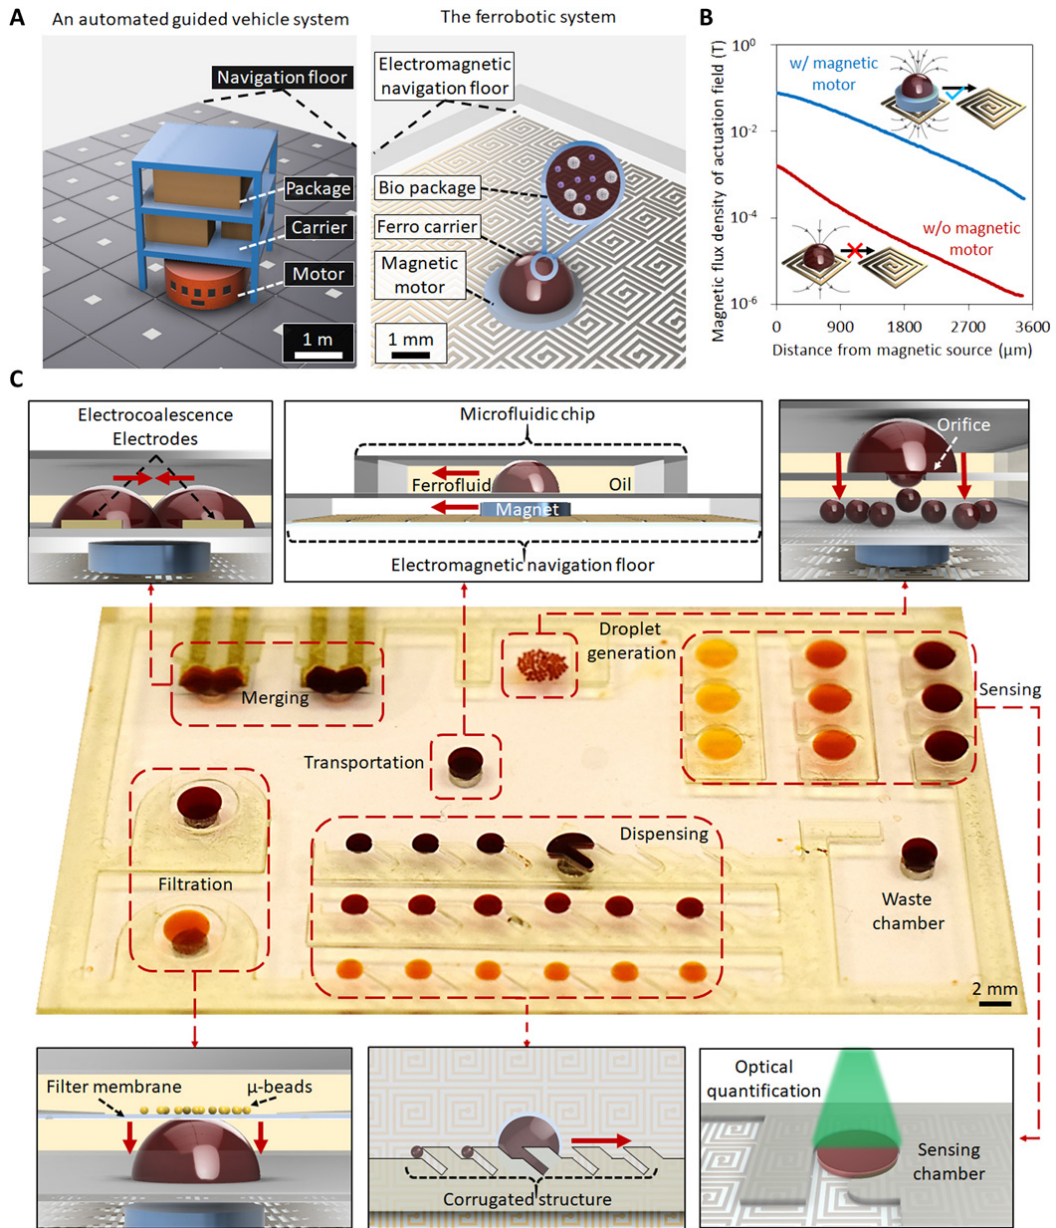 A
An automated guided vehicle system
The ferrobotic system
Navigation floor
Package
Carrier
Motor
1 m
Electromagnetic
navigation floor
Bio package
Ferro carrier
Magnetic
motor
1 mm
B
Magnetic flux density of actuation field (T)
10⁰
10⁻²
10⁻⁴
10⁻⁶
w/ magnetic
motor
w/o magnetic
motor
0
900
1800
2700
3600
Distance from magnetic source (µm)
C
Electrocoalescence
Electrodes
Microfluidic chip
Ferrofluid
Oil
Magnet
Electromagnetic navigation floor
Orifice
Merging
Droplet
generation
Sensing
Transportation
Dispensing
Filtration
Waste
chamber
2 mm
Filter membrane
µ-beads
Corrugated structure
Optical
quantification
Sensing
chamber